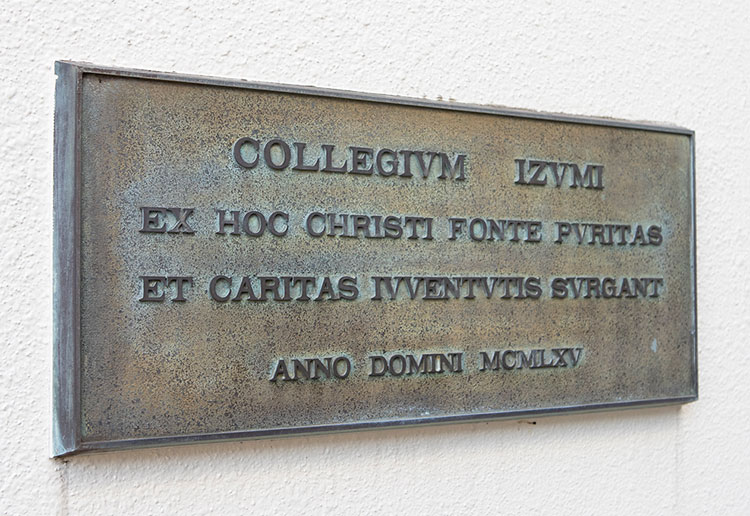 COLLEGIVM IZVMI
EX HOC CHRISTI FONTE PVRITAS
ET CARITAS IVVENTVTIS SVRGANT
ANNO DOMINI MCMLXV